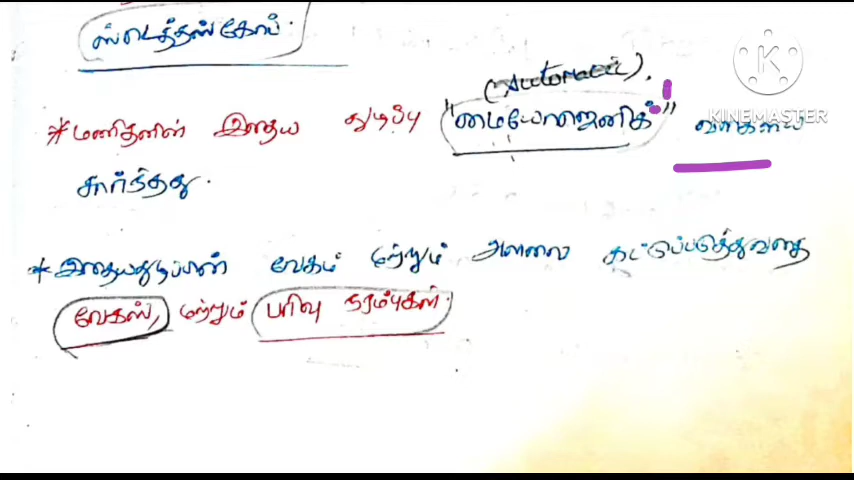 ஸ்டெத்தஸ்கோப்.
(Automatic).
*மனிதனின் இதய துடிப்பு "மையோஜெனிக்" வகையை
சார்ந்தது.
*இதயதுடிப்பின் வேகம் மற்றும் அளவை கட்டுப்படுத்துவதை
வேகஸ், மற்றும் பரிவு நரம்புகள்.
KINEMASTER